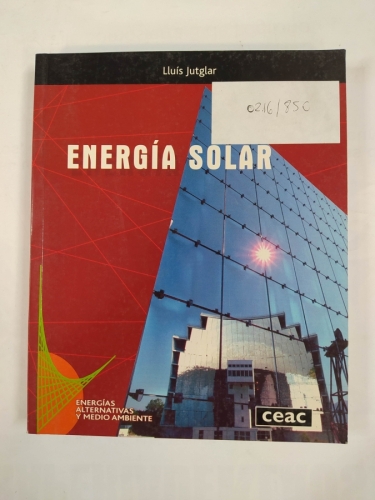 Lluís Jutglar
0216/85C
ENERGÍA SOLAR
ENERGÍAS
ALTERNATIVAS
Y MEDIO AMBIENTE
ceac